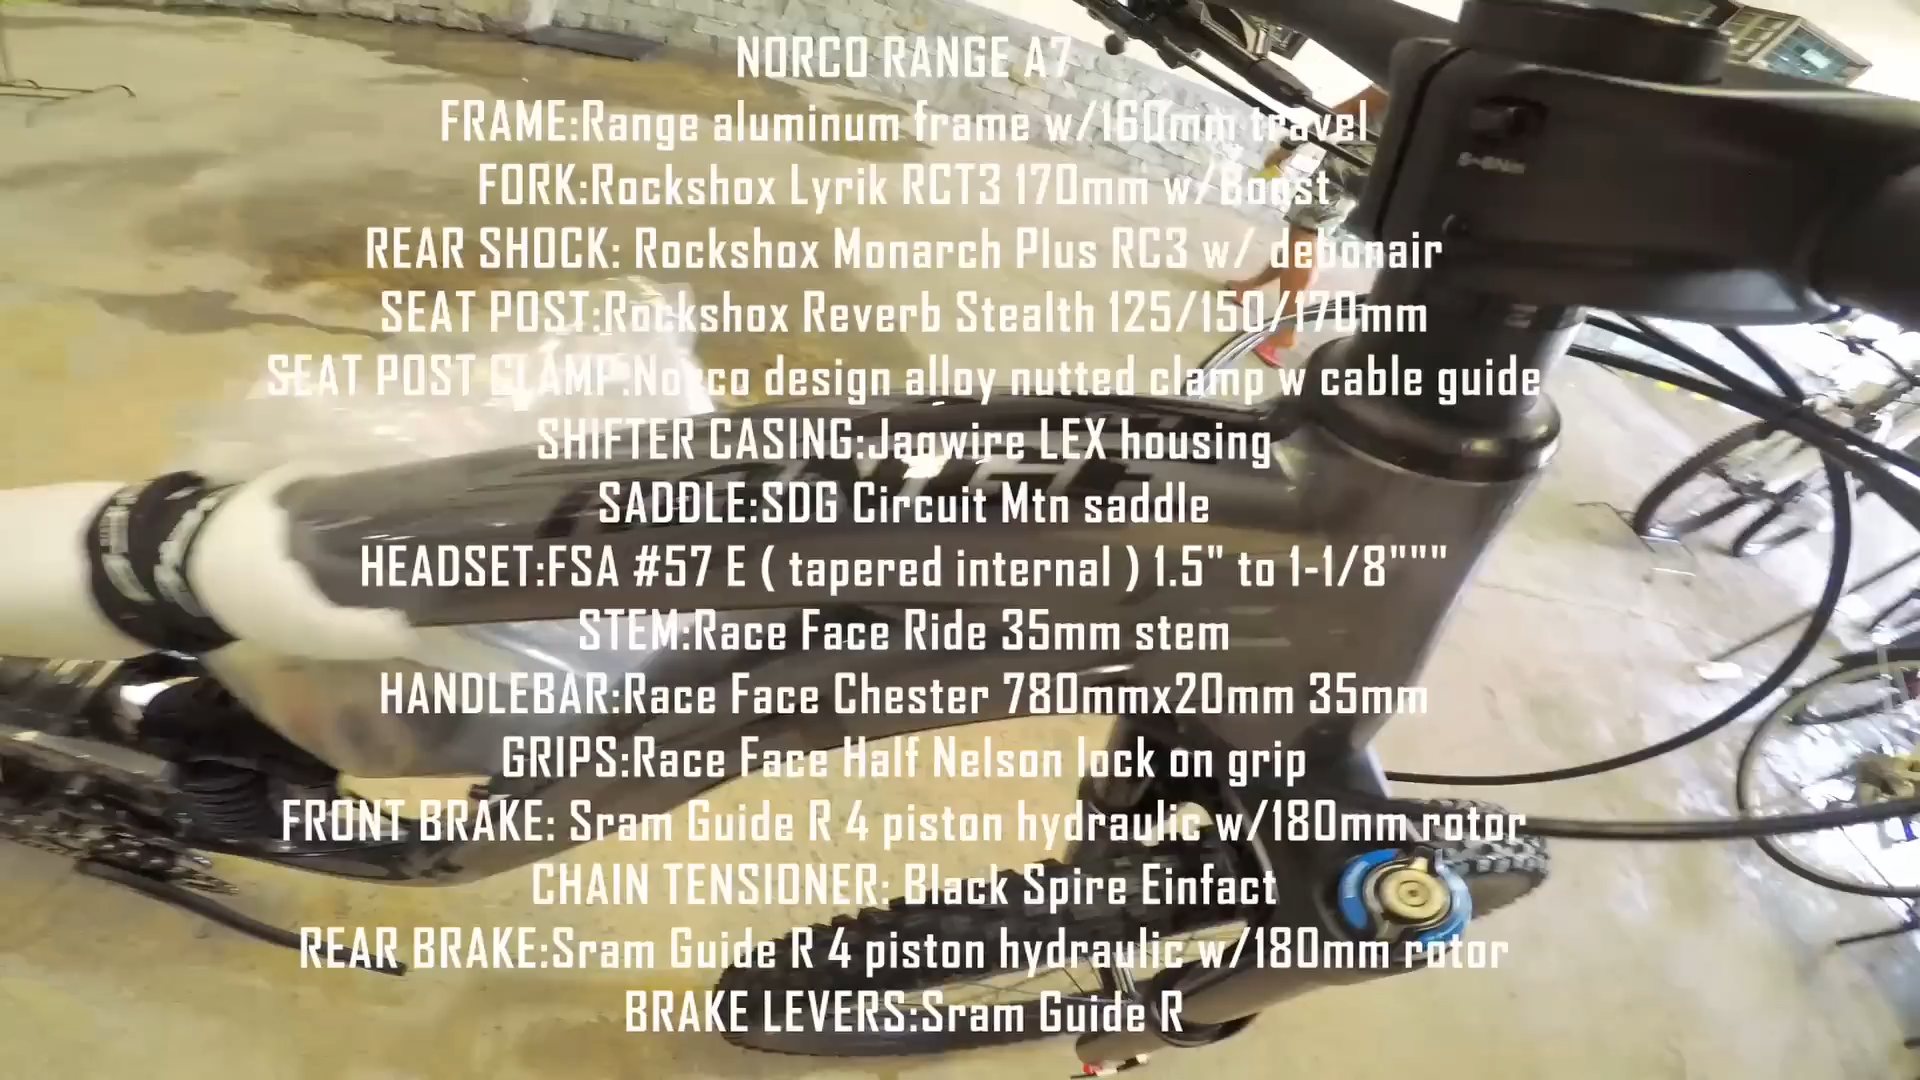 NORCO RANGE A7
FRAME:Range aluminum frame w/160mm travel
FORK:Rockshox Lyrik RCT3 170mm w/Boost
REAR SHOCK: Rockshox Monarch Plus RC3 w/ debonair
SEAT POST:Rockshox Reverb Stealth 125/150/170mm
SEAT POST CLAMP:Norco design alloy nutted clamp w cable guide
SHIFTER CASING:Jagwire LEX housing
SADDLE:SDG Circuit Mtn saddle
HEADSET:FSA #57 E ( tapered internal ) 1.5" to 1-1/8"""
STEM:Race Face Ride 35mm stem
HANDLEBAR:Race Face Chester 780mmx20mm 35mm
GRIPS:Race Face Half Nelson lock on grip
FRONT BRAKE: Sram Guide R 4 piston hydraulic w/180mm rotor
CHAIN TENSIONER: Black Spire Einfact
REAR BRAKE:Sram Guide R 4 piston hydraulic w/180mm rotor
BRAKE LEVERS:Sram Guide R